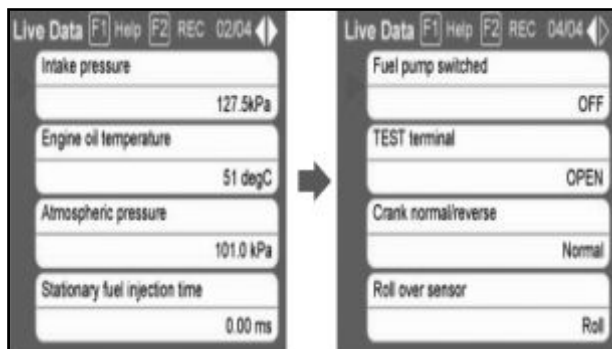 Live Data F1 Help F2 REC 02/04
Intake pressure
127.5kPa
Engine oil temperature
51 degC
Atmospheric pressure
101.0 kPa
Stationary fuel injection time
0.00 ms
Live Data F1 Help F2 REC 04/04
Fuel pump switched
OFF
TEST terminal
OPEN
Crank normal/reverse
Normal
Roll over sensor
Roll